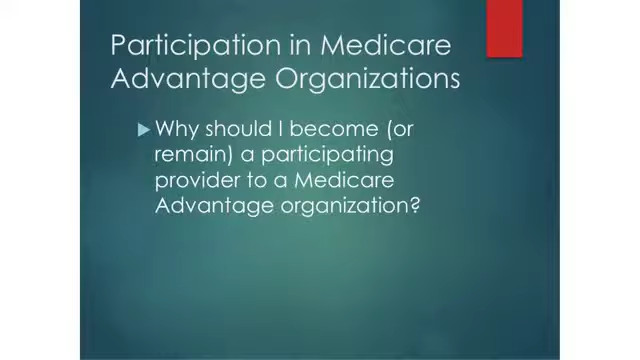 Participation in Medicare
Advantage Organizations
Why should I become (or
remain) a participating
provider to a Medicare
Advantage organization?